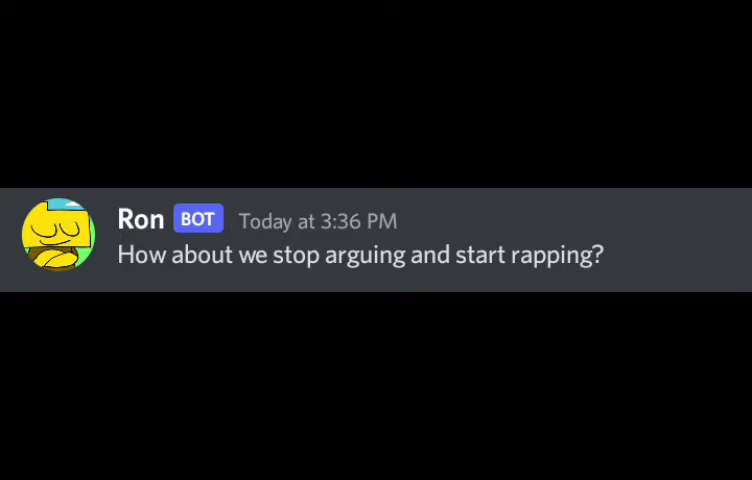 Ron BOT Today at 3:36 PM
How about we stop arguing and start rapping?